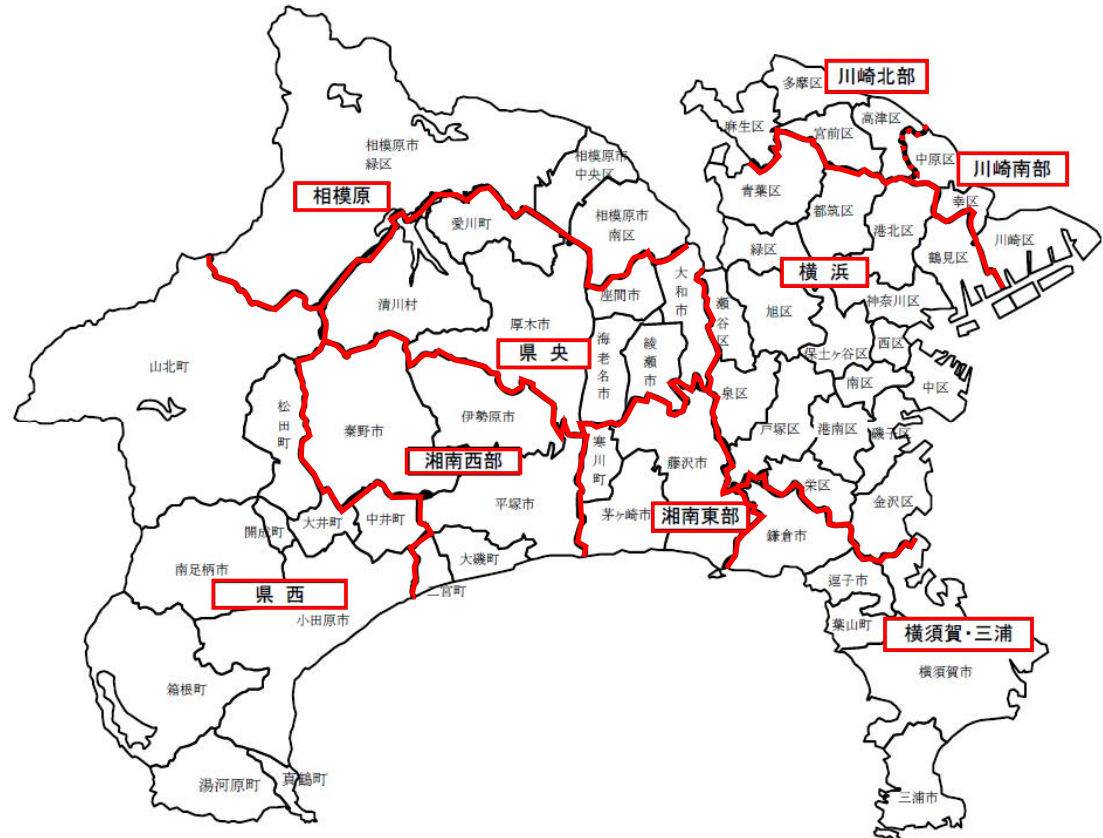 多摩区
川崎北部
麻生区
宮前区
高津区
中原区
川崎南部
相模原市
緑区
相模原市
中央区
相模原
青葉区
幸区
愛川町
相模原市
南区
都筑区
港北区
川崎区
緑区
鶴見区
横浜
大和市
座間市
瀬谷区
旭区
神奈川区
清川村
厚木市
県央
海老名市
綾瀬市
保土ヶ谷区
西区
山北町
南区
中区
泉区
松田町
秦野市
伊勢原市
戸塚区
港南区
磯子区
湘南西部
寒川町
藤沢市
栄区
金沢区
平塚市
茅ヶ崎市
湘南東部
大井町
中井町
開成町
鎌倉市
大磯町
南足柄市
逗子市
県西
二宮町
小田原市
葉山町
横須賀・三浦
横須賀市
箱根町
湯河原町
真鶴町
三浦市